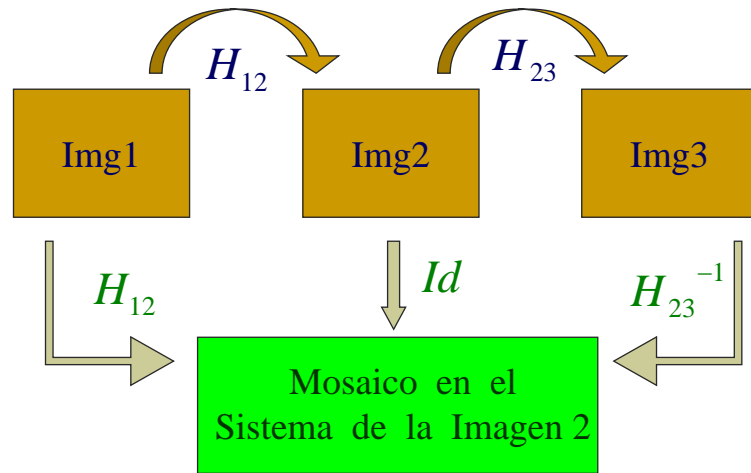 H₁₂
H₂₃
Img1
Img2
Img3
H₁₂
Id
H₂₃⁻¹
Mosaico en el
Sistema de la Imagen 2